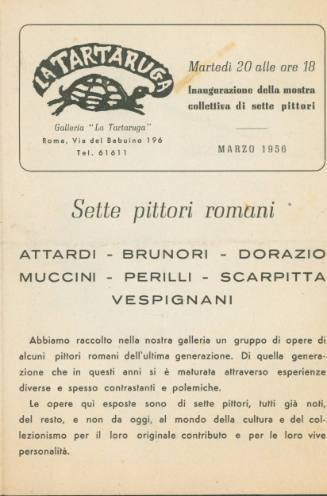 LA TARTARUGA
Galleria "La Tartaruga"
Roma, Via del Babuino 196
Tel. 61611
Martedì 20 alle ore 18
Inaugurazione della mostra
collettiva di sette pittori
MARZO 1956
Sette pittori romani
ATTARDI - BRUNORI - DORAZIO
MUCCINI - PERILLI - SCARPITTA
VESPIGNANI
Abbiamo raccolto nella nostra galleria un gruppo di opere di
alcuni pittori romani dell'ultima generazione. Di quella genera-
zione che in questi anni si è maturata attraverso esperienze
diverse e spesso contrastanti e polemiche.
Le opere qui esposte sono di sette pittori, tutti già noti,
del resto, e non da oggi, al mondo della cultura e del col-
lezionismo per il loro originale contributo e per le loro vive
personalità.